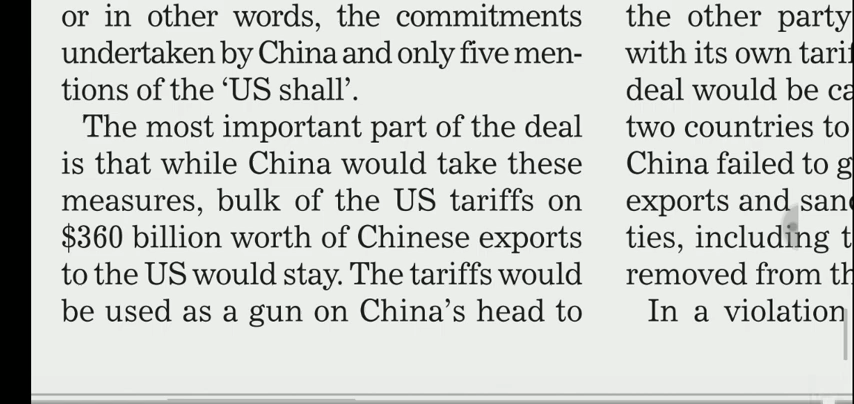 or in other words, the commitments
undertaken by China and only five men-
tions of the ‘US shall’.
The most important part of the deal
is that while China would take these
measures, bulk of the US tariffs on
$360 billion worth of Chinese exports
to the US would stay. The tariffs would
be used as a gun on China’s head to
the other party
with its own
deal would be
two countries to
China failed to
exports and
ties, including
removed from
In a violation